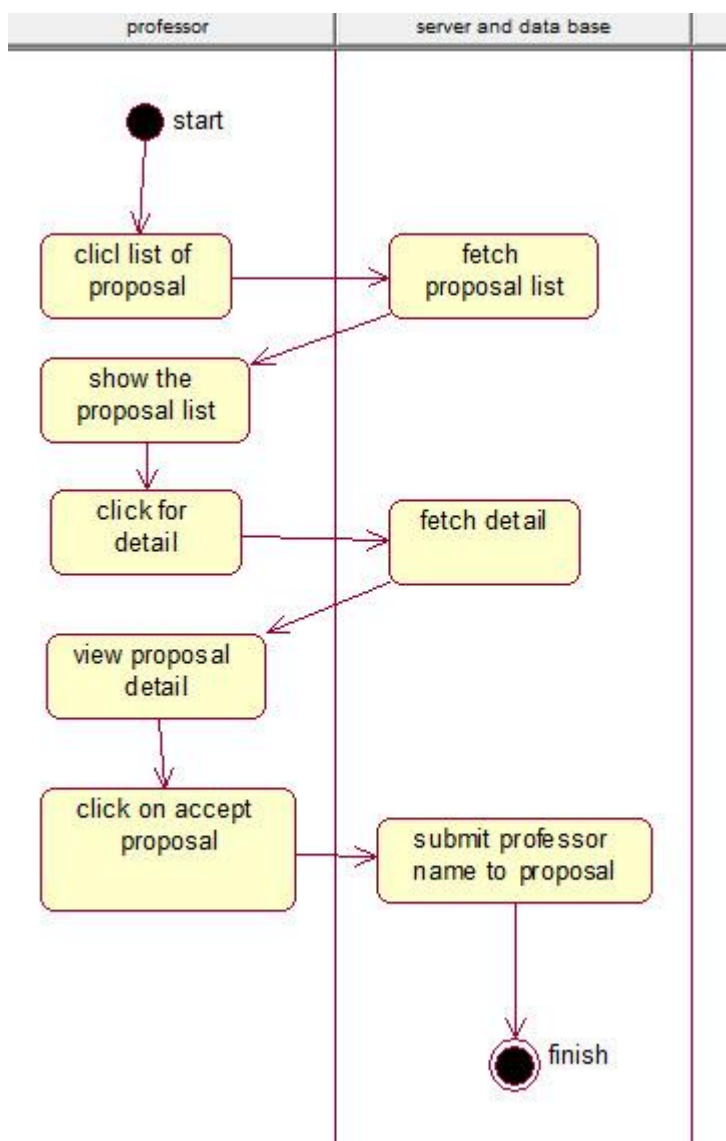 professor
server and data base
start
clicl list of
proposal
fetch
proposal list
show the
proposal list
click for
detail
fetch detail
view proposal
detail
click on accept
proposal
submit professor
name to proposal
finish